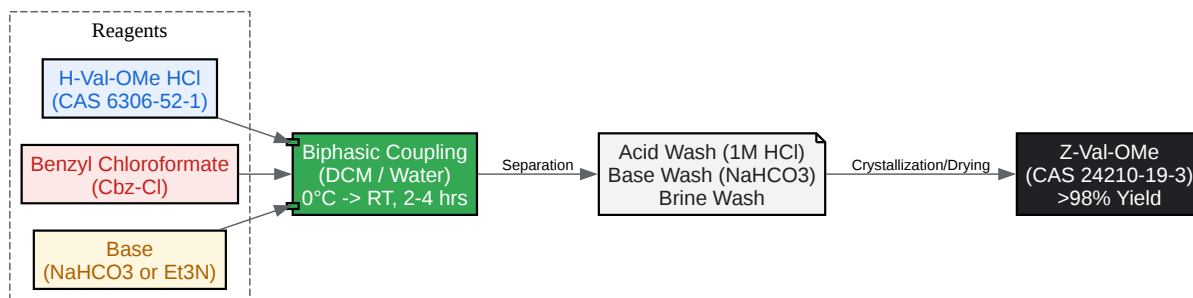 Reagents
H-Val-OMe HCl
(CAS 6306-52-1)
Benzyl Chloroformate
(Cbz-Cl)
Base
(NaHCO3 or Et3N)
Biphasic Coupling
(DCM / Water)
0°C -> RT, 2-4 hrs
Separation
Acid Wash (1M HCl)
Base Wash (NaHCO3)
Brine Wash
Crystallization/Drying
Z-Val-OMe
(CAS 24210-19-3)
>98% Yield